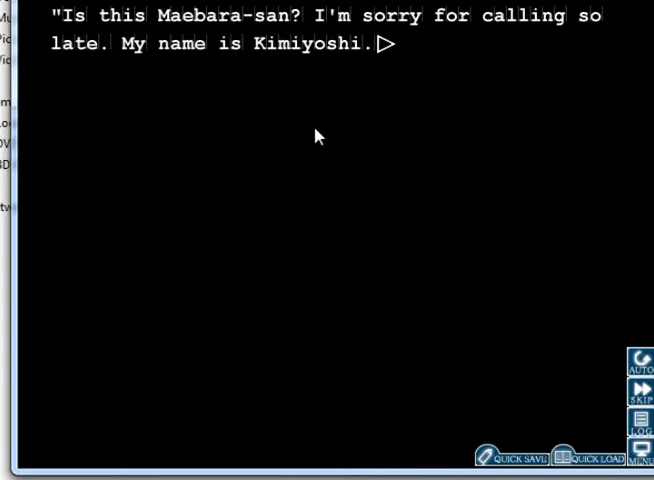 "Is this Maebara-san? I'm sorry for calling so
late. My name is Kimiyoshi.
AUTO
SKIP
LOG
QUICK SAVE
QUICK LOAD
MENU